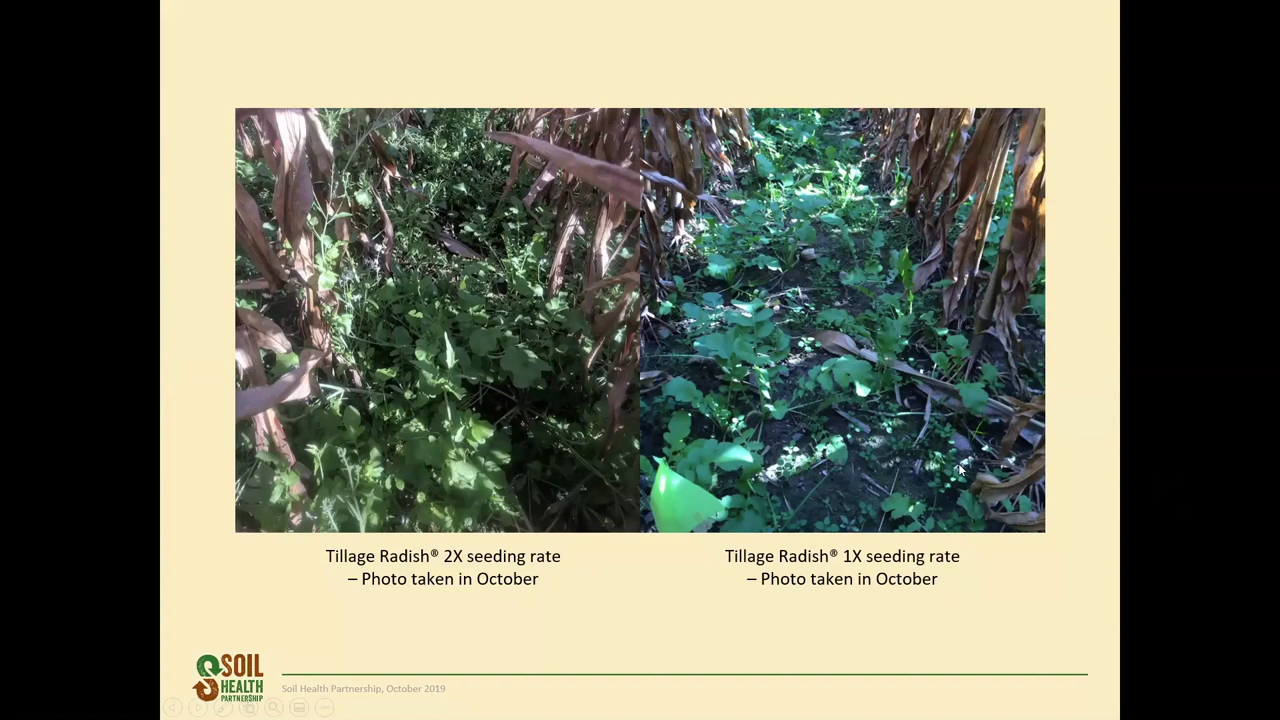 Tillage Radish® 2X seeding rate
– Photo taken in October
Tillage Radish® 1X seeding rate
– Photo taken in October
SOIL
HEALTH
PARTNERSHIP
Soil Health Partnership, October 2019